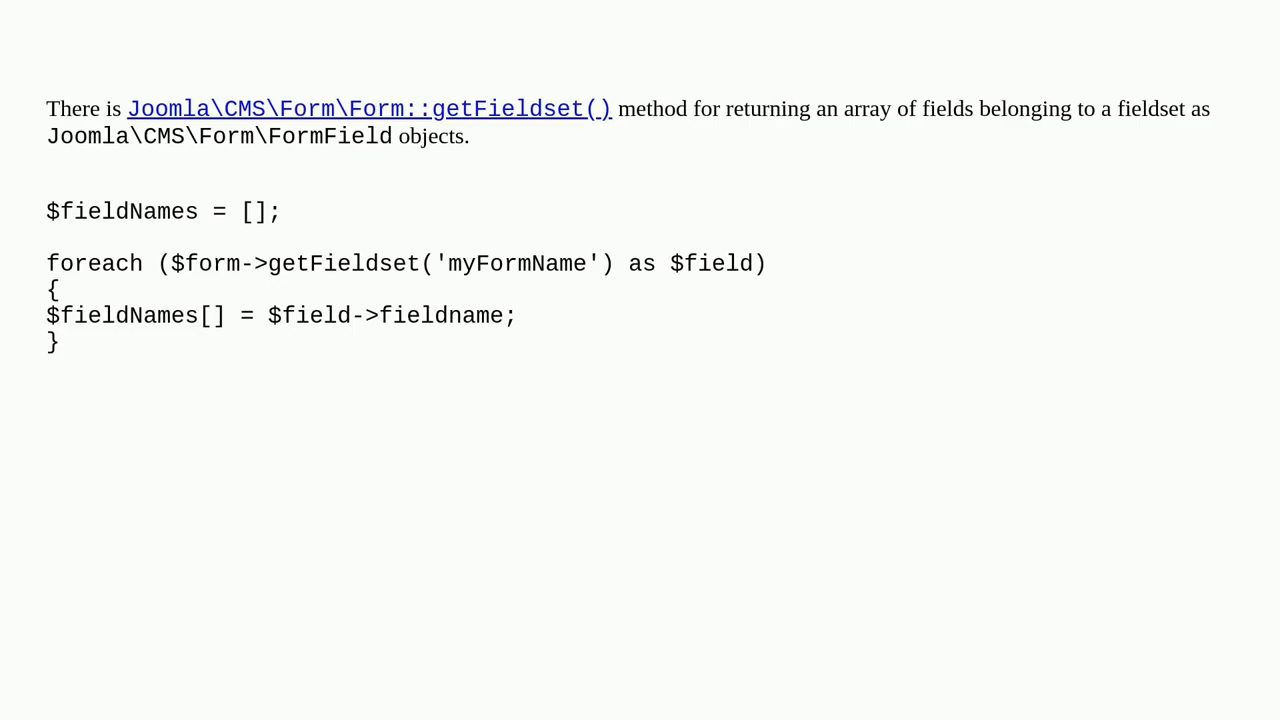 There is Joomla\CMS\Form\Form::getFieldset() method for returning an array of fields belonging to a fieldset as
Joomla\CMS\Form\FormField objects.
$fieldNames = [];
foreach ($form->getFieldset('myFormName') as $field)
{
$fieldNames[] = $field->fieldname;
}